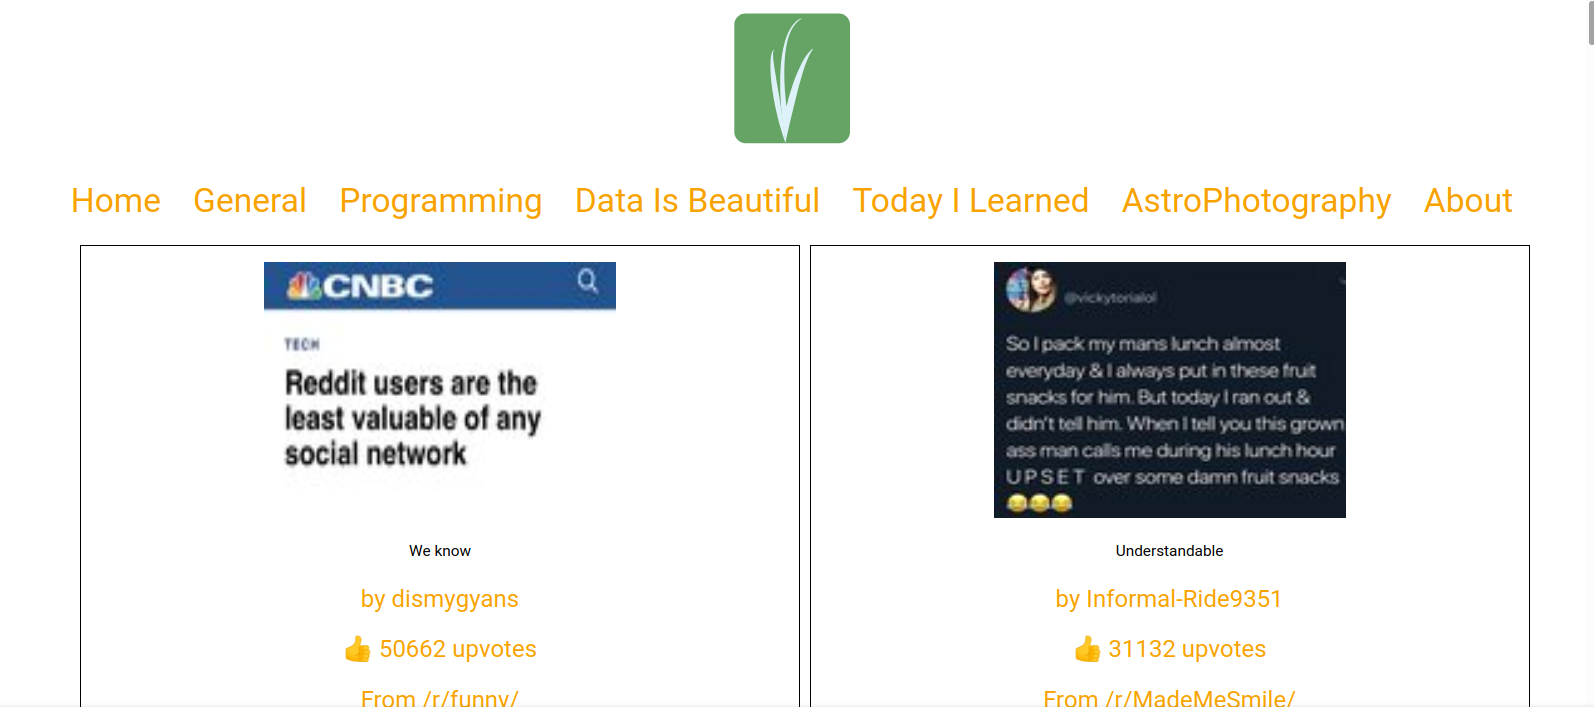 Home General Programming Data Is Beautiful Today I Learned AstroPhotography About
CNBC
TECH
Reddit users are the
least valuable of any
social network
We know
by dismygyans
👍 50662 upvotes
From /r/funny/
@vickytorialol
So I pack my mans lunch almost
everyday & I always put in these fruit
snacks for him. But today I ran out &
didn't tell him. When I tell you this grown
ass man calls me during his lunch hour
U P S E T over some damn fruit snacks
😂😂😂
Understandable
by Informal-Ride9351
👍 31132 upvotes
From /r/MadeMeSmile/